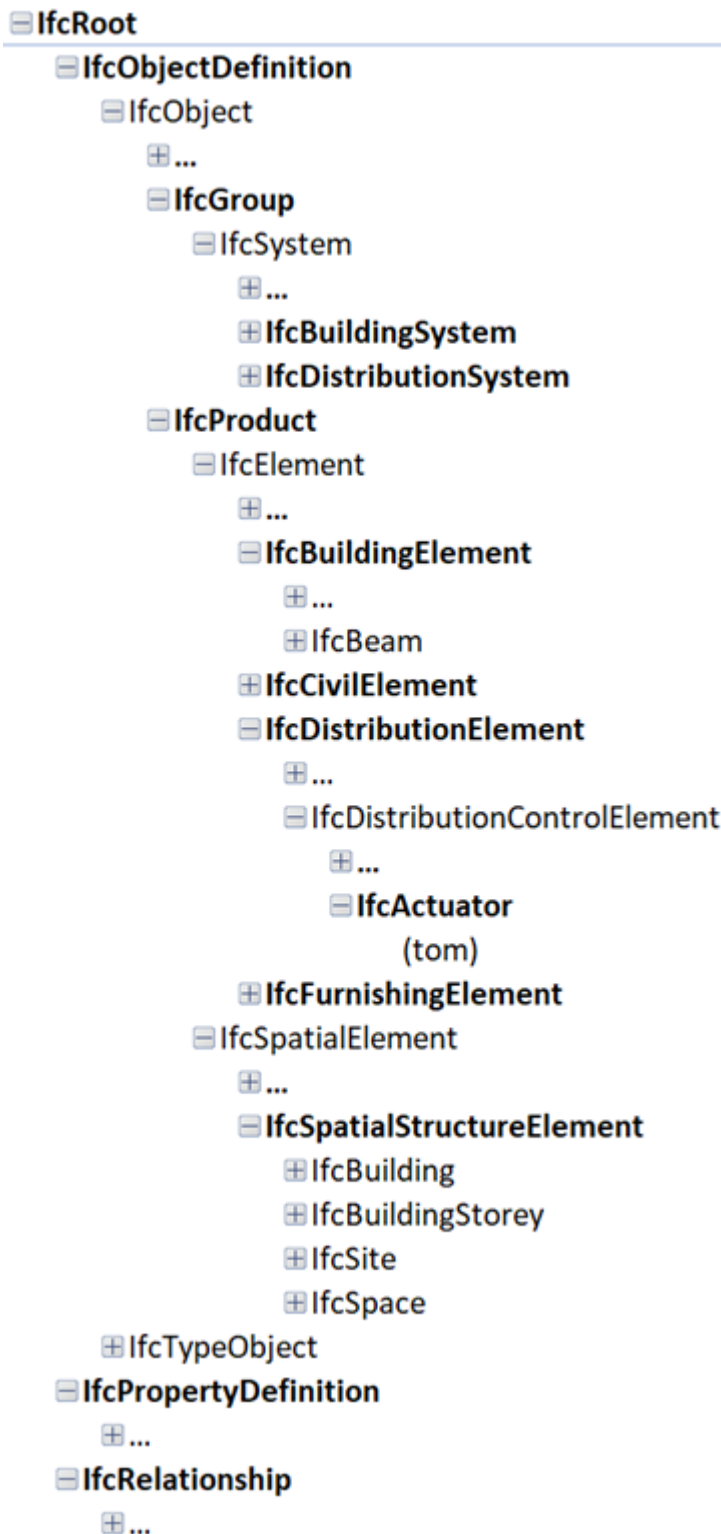 IfcRoot
IfcObjectDefinition
IfcObject
...
IfcGroup
IfcSystem
...
IfcBuildingSystem
IfcDistributionSystem
IfcProduct
IfcElement
...
IfcBuildingElement
...
IfcBeam
IfcCivilElement
IfcDistributionElement
...
IfcDistributionControlElement
...
IfcActuator
(tom)
IfcFurnishingElement
IfcSpatialElement
...
IfcSpatialStructureElement
IfcBuilding
IfcBuildingStorey
IfcSite
IfcSpace
IfcTypeObject
IfcPropertyDefinition
...
IfcRelationship
...